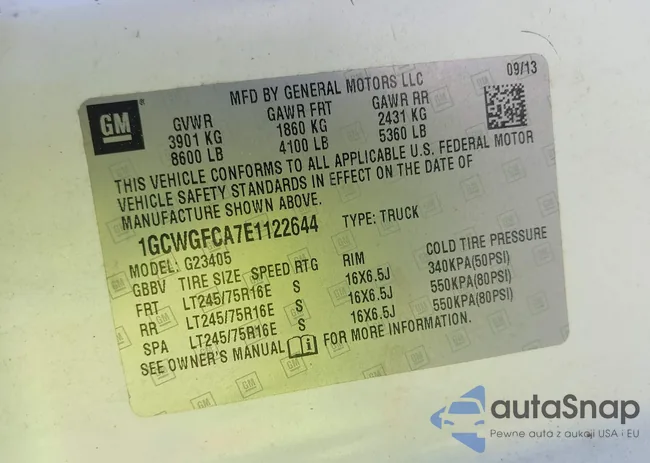 MFD BY GENERAL MOTORS LLC 09/13
GM
GVWR GAWR FRT GAWR RR
3901 KG 1860 KG 2431 KG
8600 LB 4100 LB 5360 LB
THIS VEHICLE CONFORMS TO ALL APPLICABLE U.S. FEDERAL MOTOR
VEHICLE SAFETY STANDARDS IN EFFECT ON THE DATE OF
MANUFACTURE SHOWN ABOVE.
1GCWGFCA7E1122644 TYPE: TRUCK
MODEL: G23405
GBBV TIRE SIZE SPEED RTG RIM COLD TIRE PRESSURE
FRT LT245/75R16E S 16X6.5J 340KPA(50PSI)
RR LT245/75R16E S 16X6.5J 550KPA(80PSI)
SPA LT245/75R16E S 16X6.5J 550KPA(80PSI)
SEE OWNER'S MANUAL FOR MORE INFORMATION.
autaSnap
Pewne auta z aukcji USA i EU